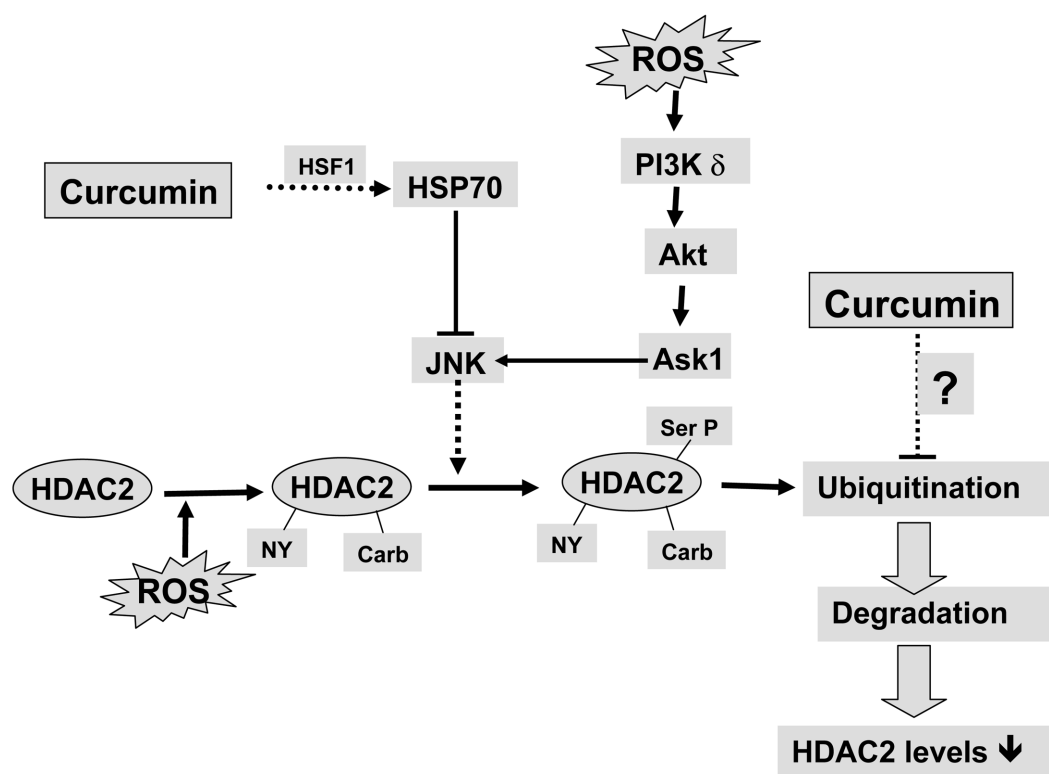 ROS
PI3K δ
HSF1
Curcumin
HSP70
Akt
Curcumin
JNK
Ask1
?
Ser P
HDAC2
HDAC2
HDAC2
Ubiquitination
NY
Carb
NY
Carb
ROS
Degradation
HDAC2 levels ↓